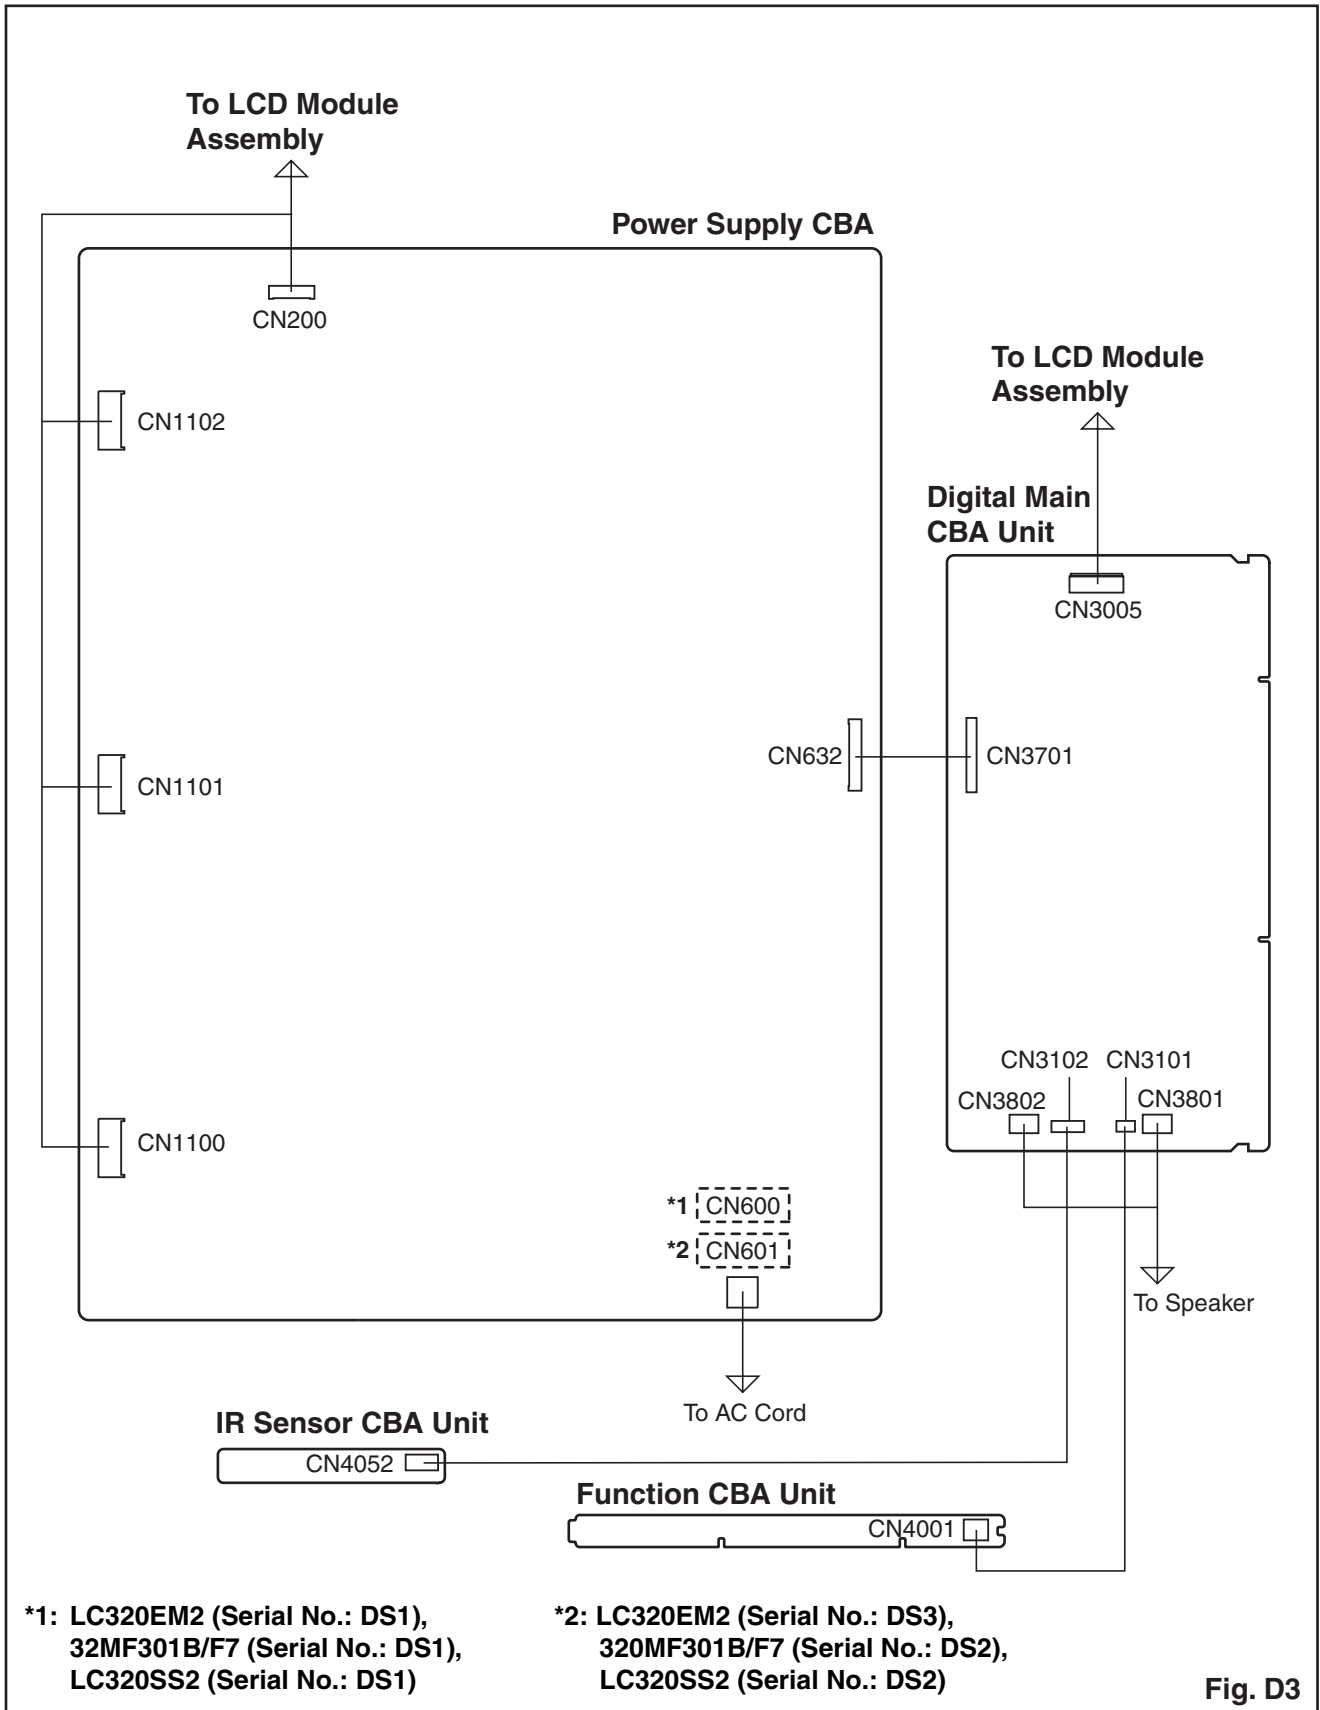 To LCD Module
Assembly
Power Supply CBA
CN200
To LCD Module
Assembly
CN1102
Digital Main
CBA Unit
CN3005
CN632
CN3701
CN1101
CN3102
CN3101
CN3802
CN3801
CN1100
*1 CN600
*2 CN601
To Speaker
To AC Cord
IR Sensor CBA Unit
CN4052
Function CBA Unit
CN4001
*1: LC320EM2 (Serial No.: DS1),
32MF301B/F7 (Serial No.: DS1),
LC320SS2 (Serial No.: DS1)
*2: LC320EM2 (Serial No.: DS3),
320MF301B/F7 (Serial No.: DS2),
LC320SS2 (Serial No.: DS2)
Fig. D3